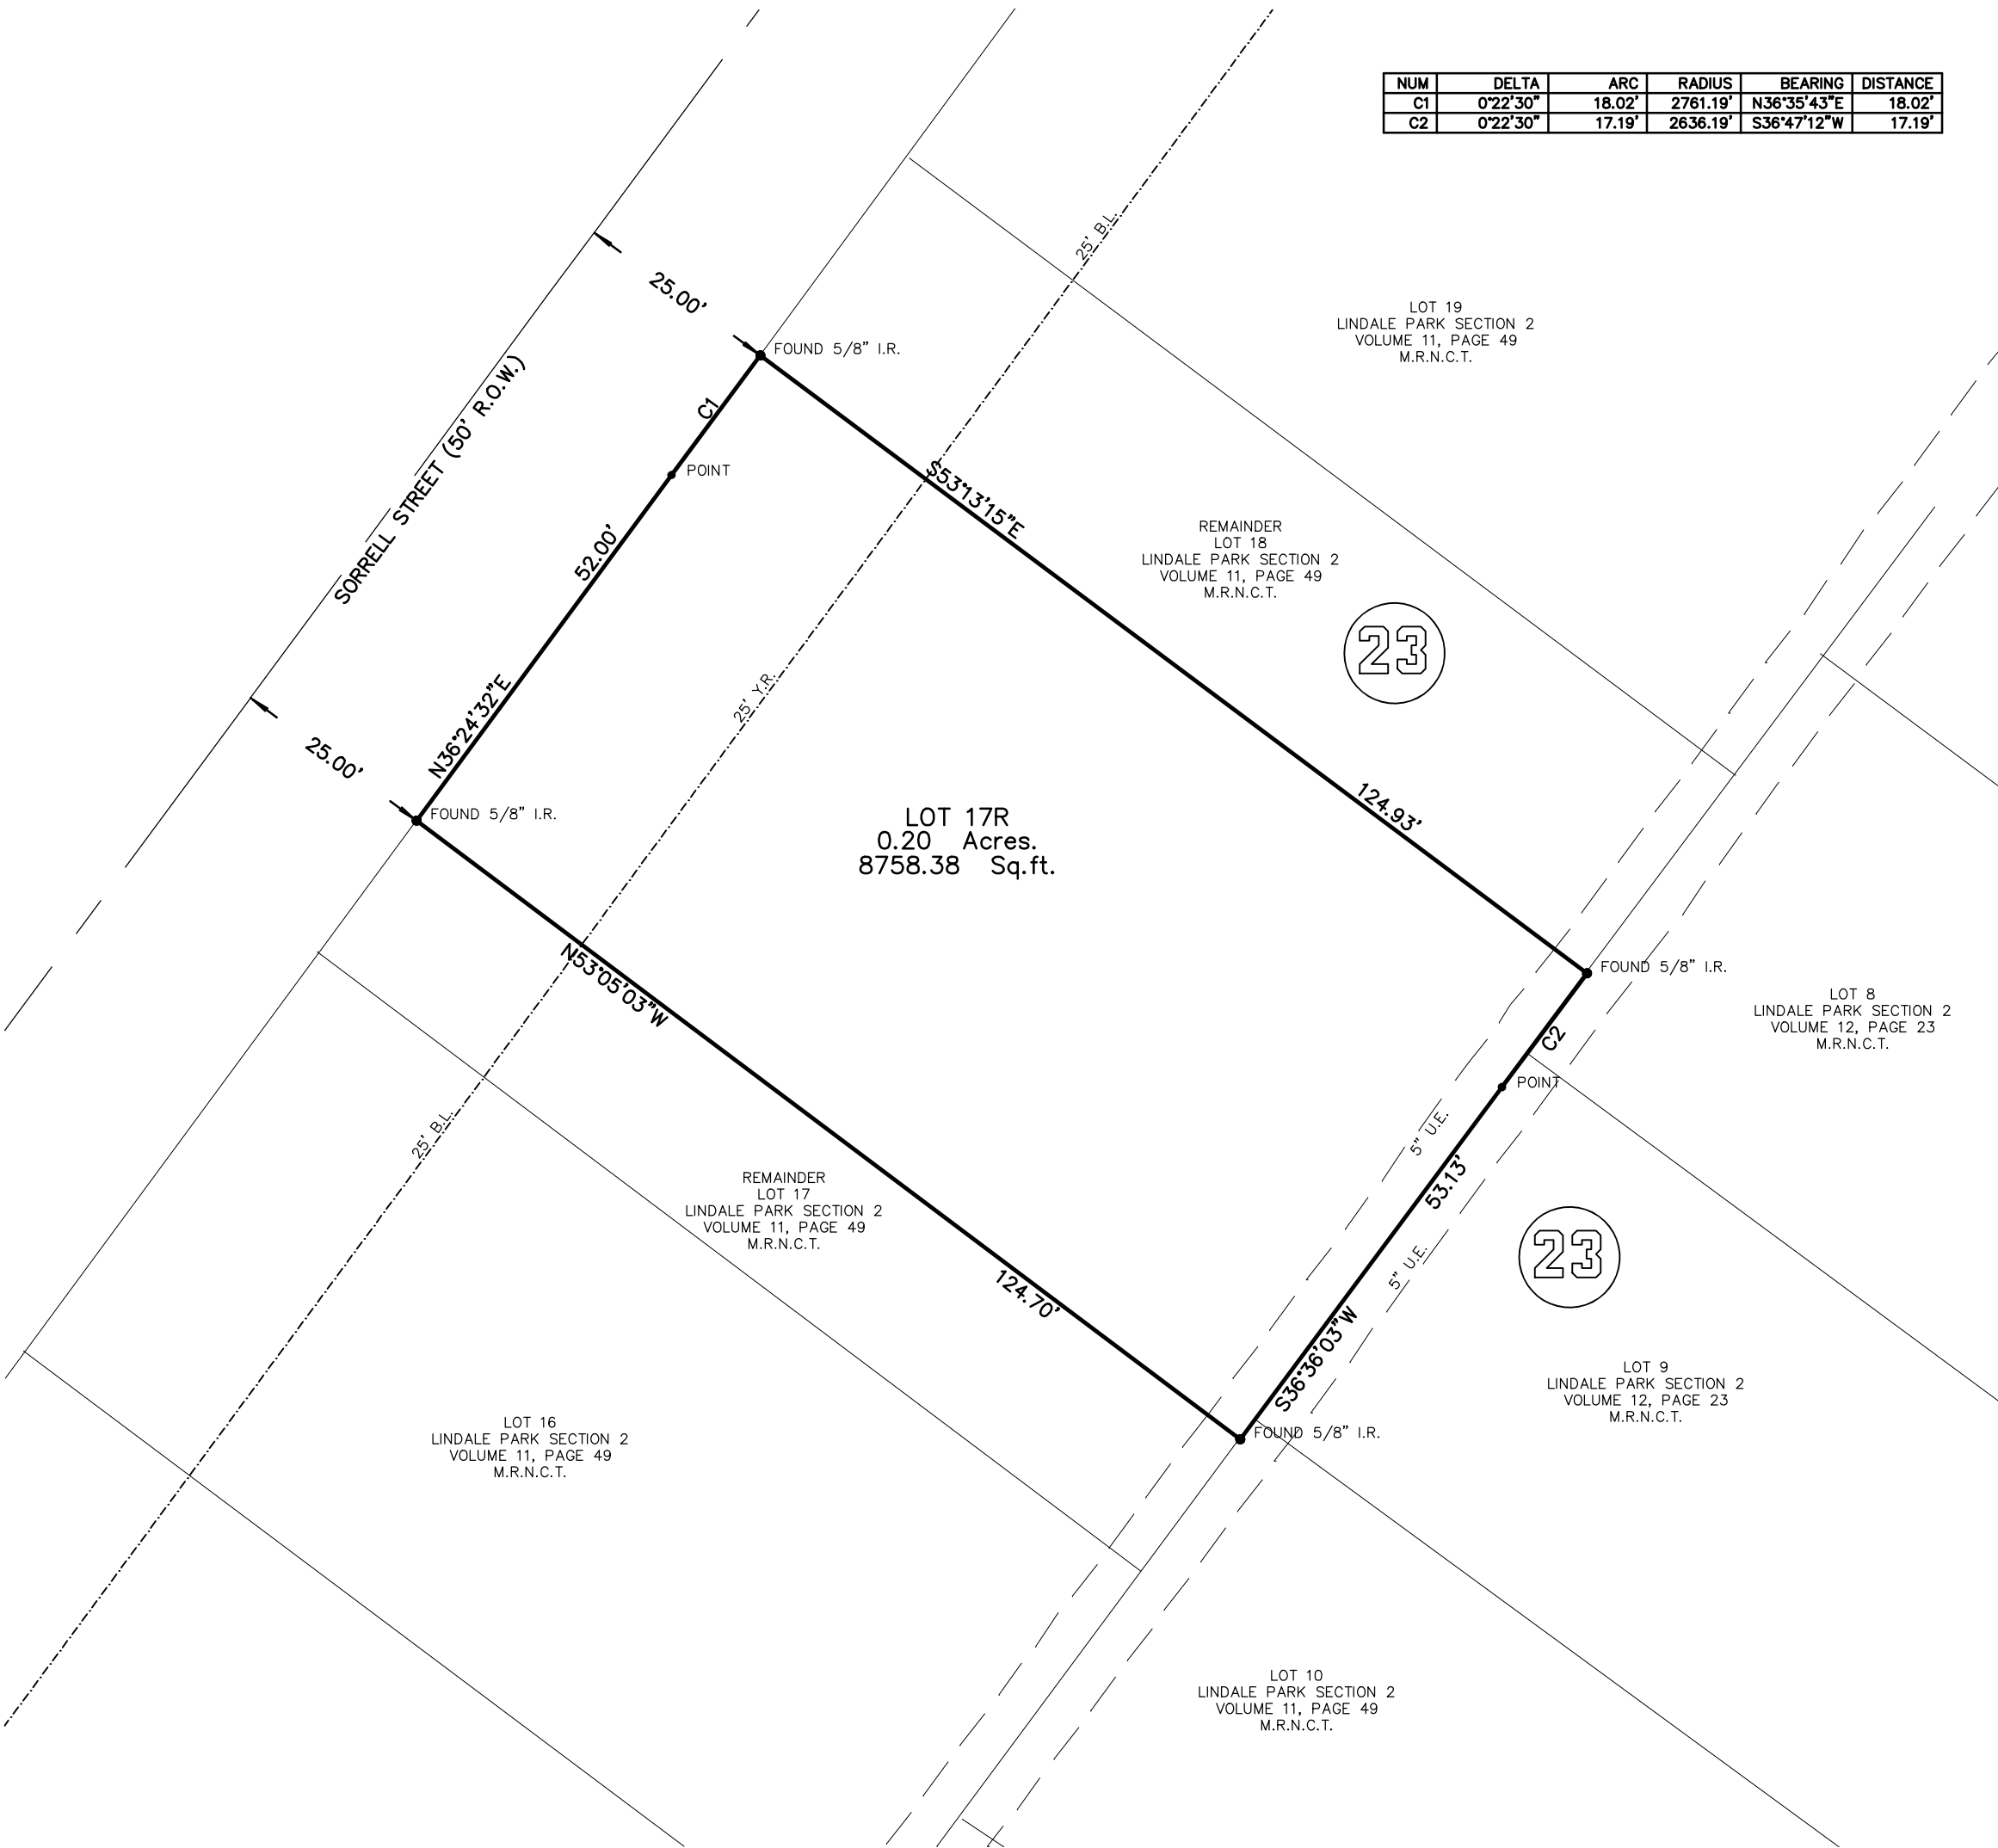 NUM DELTA ARC RADIUS BEARING DISTANCE
C1 0°22'30" 18.02' 2761.19' N36°35'43"E 18.02'
C2 0°22'30" 17.19' 2636.19' S36°47'12"W 17.19'
25' B.L.
25.00'
LOT 19
LINDALE PARK SECTION 2
VOLUME 11, PAGE 49
M.R.N.C.T.
FOUND 5/8" I.R.
SORRELL STREET (50' R.O.W.)
C1
POINT
S53°13'15"E
52.00'
REMAINDER
LOT 18
LINDALE PARK SECTION 2
VOLUME 11, PAGE 49
M.R.N.C.T.
23
25' Y.R.
N36°24'32"E
25.00'
FOUND 5/8" I.R.
124.93'
LOT 17R
0.20 Acres.
8758.38 Sq.ft.
N53°05'03"W
FOUND 5/8" I.R.
LOT 8
LINDALE PARK SECTION 2
VOLUME 12, PAGE 23
M.R.N.C.T.
C2
POINT
25' B.L.
5" U.E.
53.13'
REMAINDER
LOT 17
LINDALE PARK SECTION 2
VOLUME 11, PAGE 49
M.R.N.C.T.
5" U.E.
23
124.70'
S36°36'03"W
LOT 9
LINDALE PARK SECTION 2
VOLUME 12, PAGE 23
M.R.N.C.T.
FOUND 5/8" I.R.
LOT 16
LINDALE PARK SECTION 2
VOLUME 11, PAGE 49
M.R.N.C.T.
LOT 10
LINDALE PARK SECTION 2
VOLUME 11, PAGE 49
M.R.N.C.T.